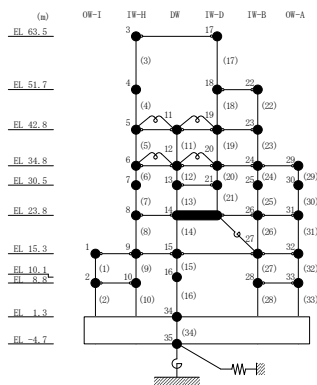 (m) OW-I IW-H DW IW-D IW-B OW-A
EL 63.5 3 17
(3) (17)
EL 51.7 4 18 22
(4) 11 19 (18) (22)
EL 42.8 5 23
(5) 12 (11) 20 (19) (23)
EL 34.8 6 24 29
(6) 13 (12) 21 (20) 25 (24) 30 (29)
EL 30.5 7
(7) (13) (21) (25) (30)
EL 23.8 8 14 26 31
(8) (14) 27 (26) (31)
EL 15.3 1 9 15 32
(1) (9) (15) (27) (32)
EL 10.1 16
EL 8.8 2 10 28 33
(2) (10) (16) (28) (33)
EL 1.3 34
(34)
EL -4.7 35